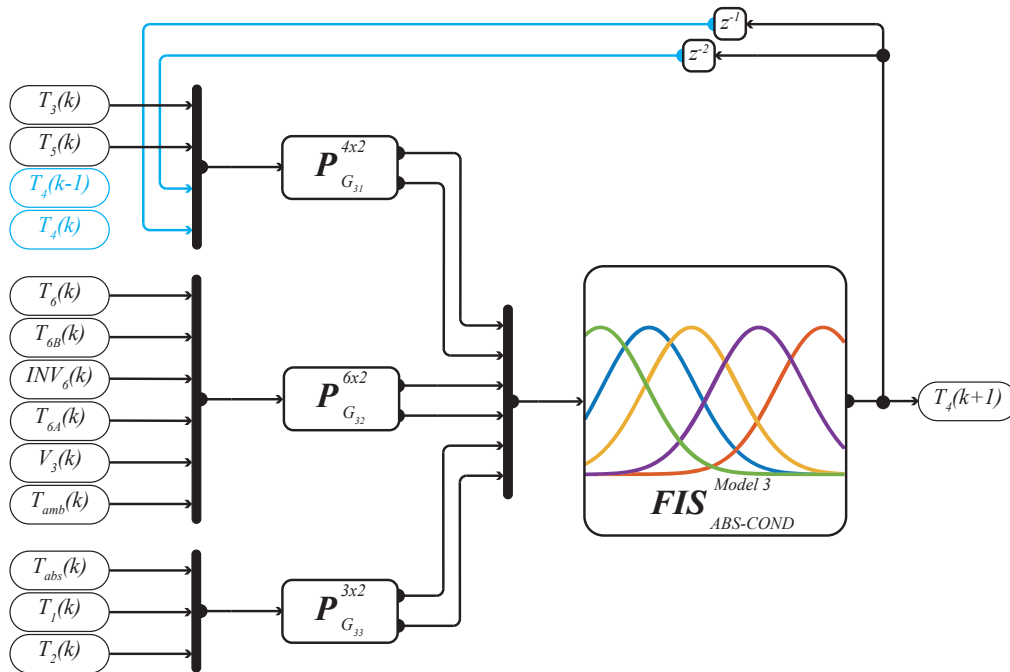 z⁻¹
z⁻²
T₃(k)
T₅(k)
T₄(k-1)
T₄(k)
P 4x2 G₃₁
T₆(k)
T₆B(k)
INV₆(k)
T₆A(k)
V₃(k)
Tamb(k)
P 6x2 G₃₂
Tabs(k)
T₁(k)
T₂(k)
P 3x2 G₃₃
FIS Model 3 ABS-COND
T₄(k+1)